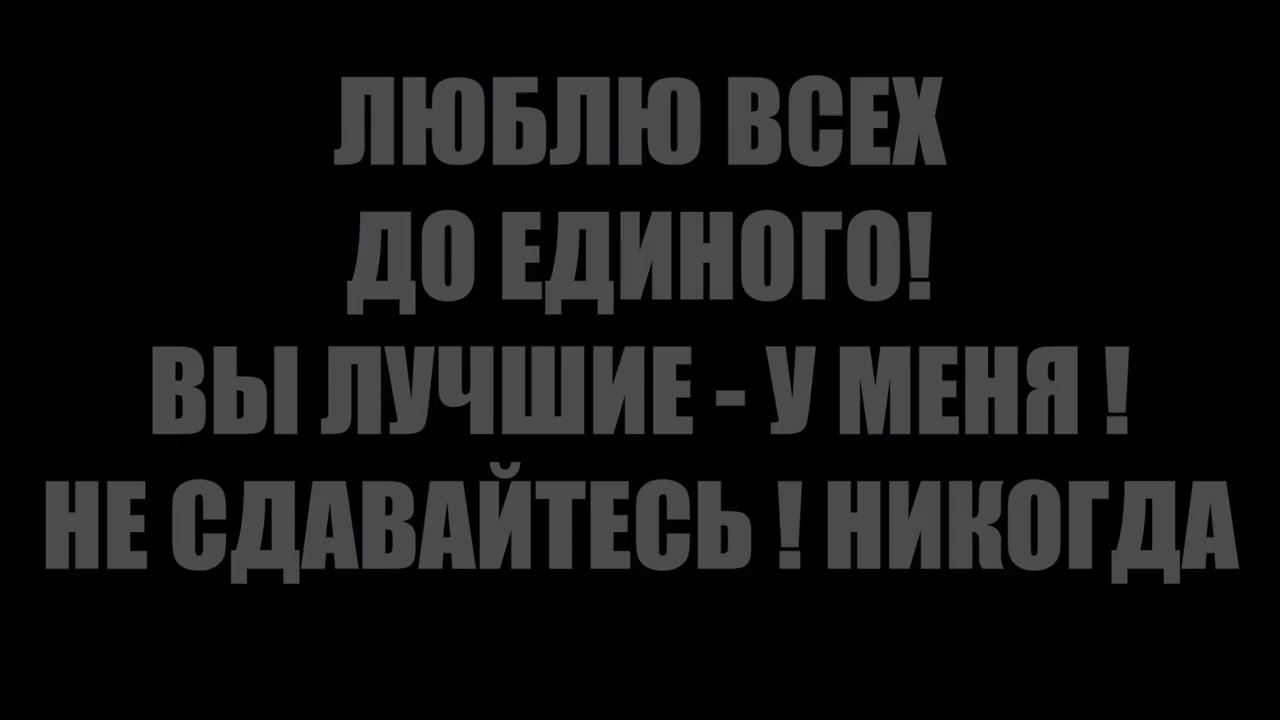 ЛЮБЛЮ ВСЕХ
ДО ЕДИНОГО!
ВЫ ЛУЧШИЕ - У МЕНЯ !
НЕ СДАВАЙТЕСЬ ! НИКОГДА